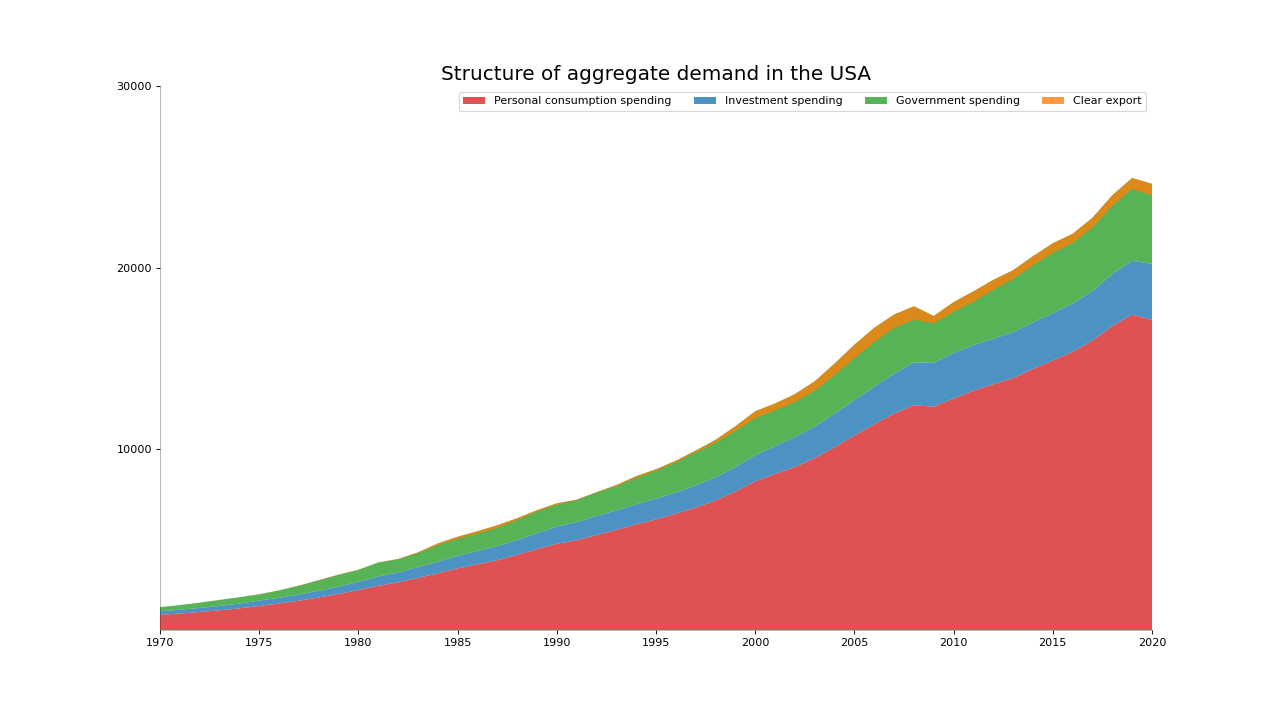 Structure of aggregate demand in the USA
Personal consumption spending Investment spending Government spending Clear export
30000
20000
10000
1970 1975 1980 1985 1990 1995 2000 2005 2010 2015 2020